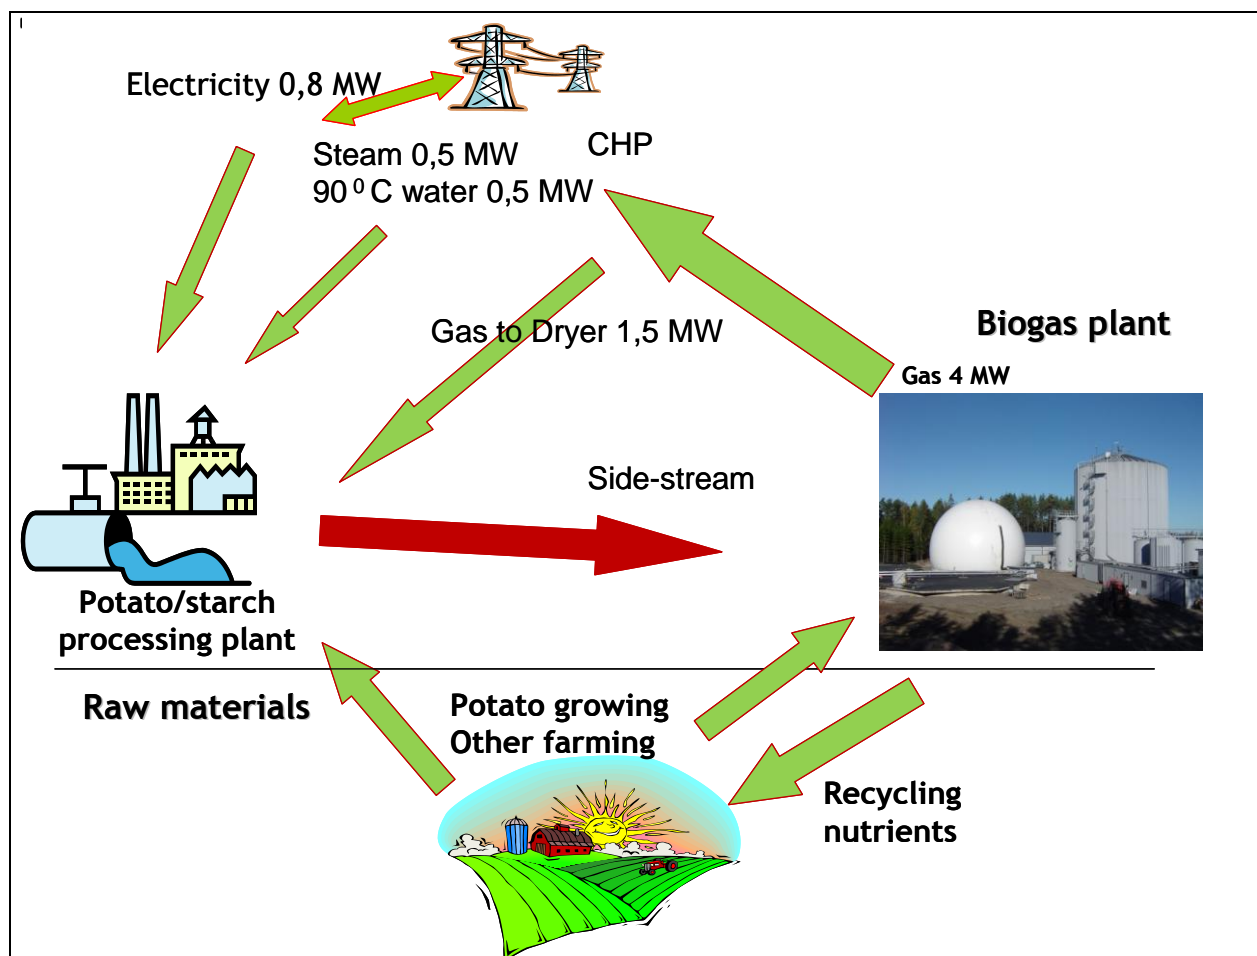 Electricity 0,8 MW
Steam 0,5 MW
90⁰ C water 0,5 MW
CHP
Gas to Dryer 1,5 MW
Biogas plant
Gas 4 MW
Side-stream
Potato/starch
processing plant
Raw materials
Potato growing
Other farming
Recycling
nutrients